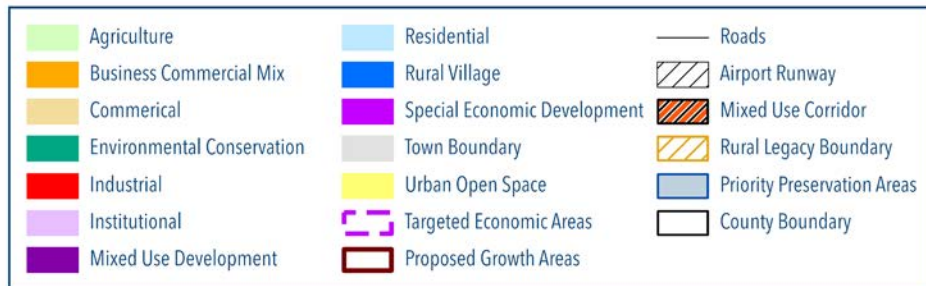 Agriculture
Business Commercial Mix
Commerical
Environmental Conservation
Industrial
Institutional
Mixed Use Development
Residential
Rural Village
Special Economic Development
Town Boundary
Urban Open Space
Targeted Economic Areas
Proposed Growth Areas
Roads
Airport Runway
Mixed Use Corridor
Rural Legacy Boundary
Priority Preservation Areas
County Boundary